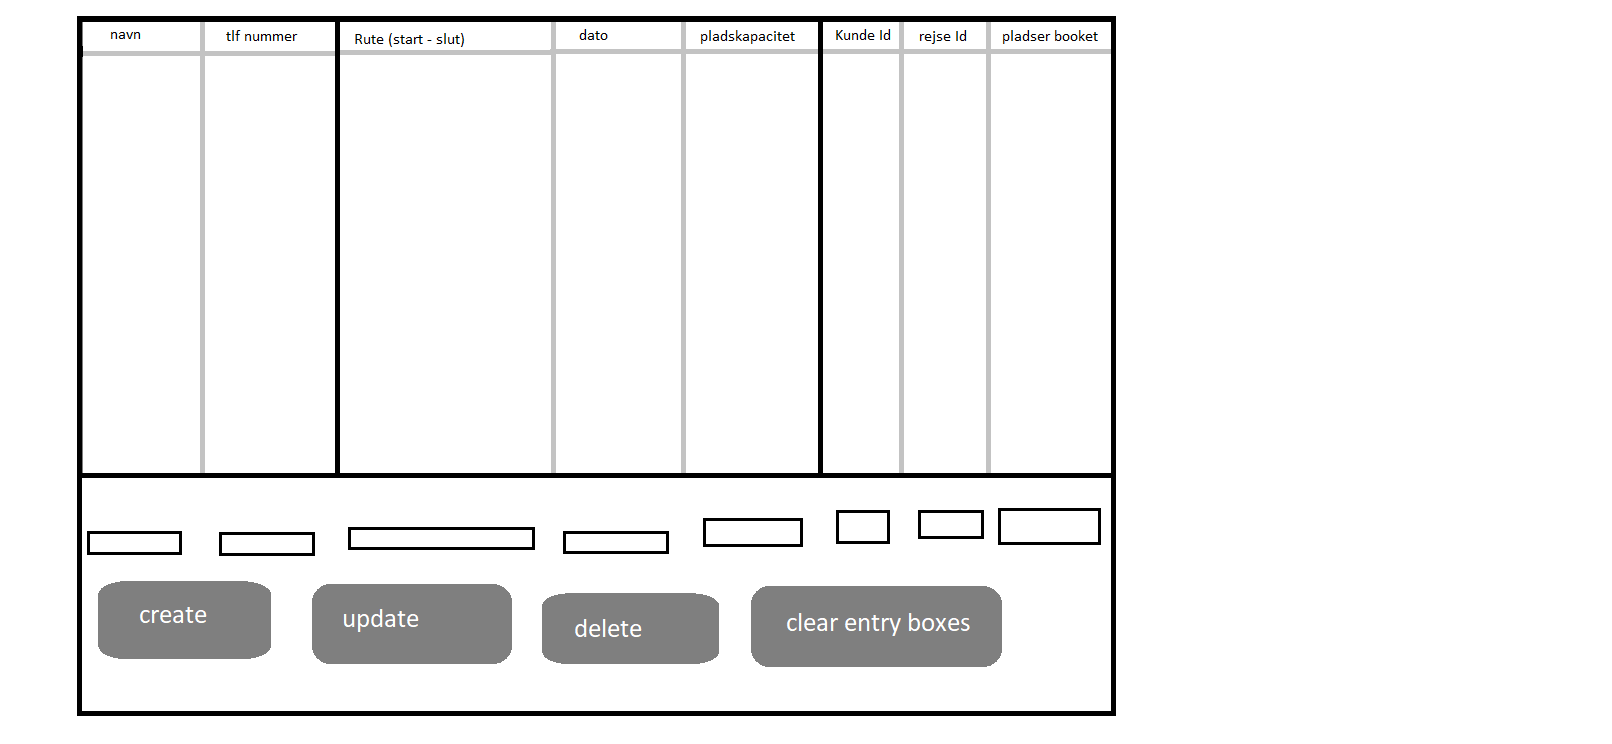 navn
tlf nummer
Rute (start - slut)
dato
pladskapacitet
Kunde Id
rejse Id
pladser booket
create
update
delete
clear entry boxes